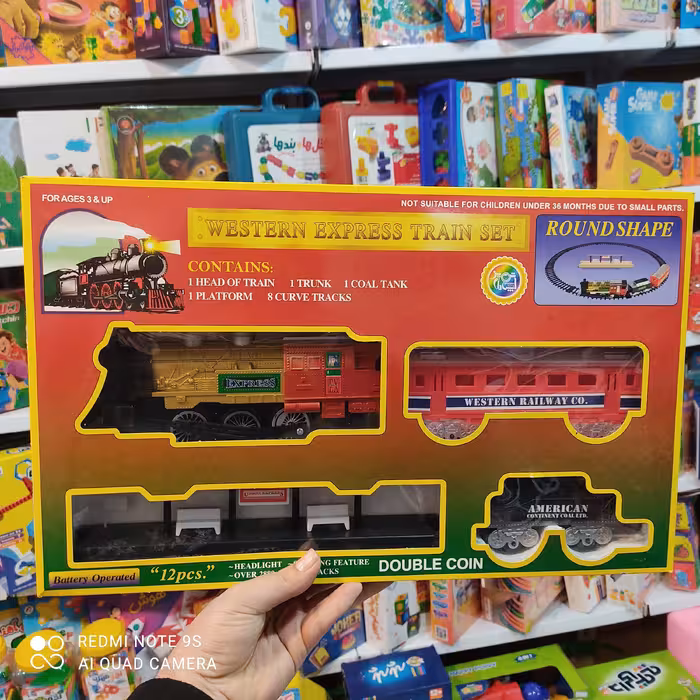 FOR AGES 3 & UP
NOT SUITABLE FOR CHILDREN UNDER 36 MONTHS DUE TO SMALL PARTS.
WESTERN EXPRESS TRAIN SET
ROUND SHAPE
CONTAINS:
1 HEAD OF TRAIN 1 TRUNK 1 COAL TANK
1 PLATFORM 8 CURVE TRACKS
EXPRESS
WESTERN RAILWAY CO.
AMERICAN
CONTINENT COAL LTD.
Battery Operated
"12pcs."
~HEADLIGHT
FEATURE
~OVER
DOUBLE COIN
REDMI NOTE 9S
AI QUAD CAMERA